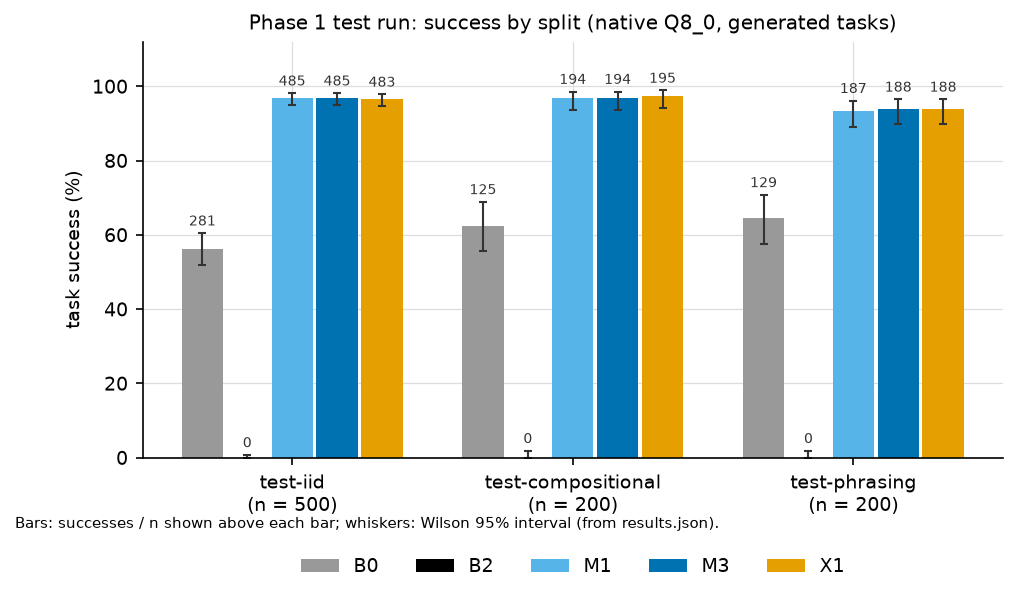 Phase 1 test run: success by split (native Q8_0, generated tasks)
task success (%)
100
80
60
40
20
0
281
0
485
485
483
125
0
194
194
195
129
0
187
188
188
test-iid
(n = 500)
test-compositional
(n = 200)
test-phrasing
(n = 200)
Bars: successes / n shown above each bar; whiskers: Wilson 95% interval (from results.json).
B0
B2
M1
M3
X1